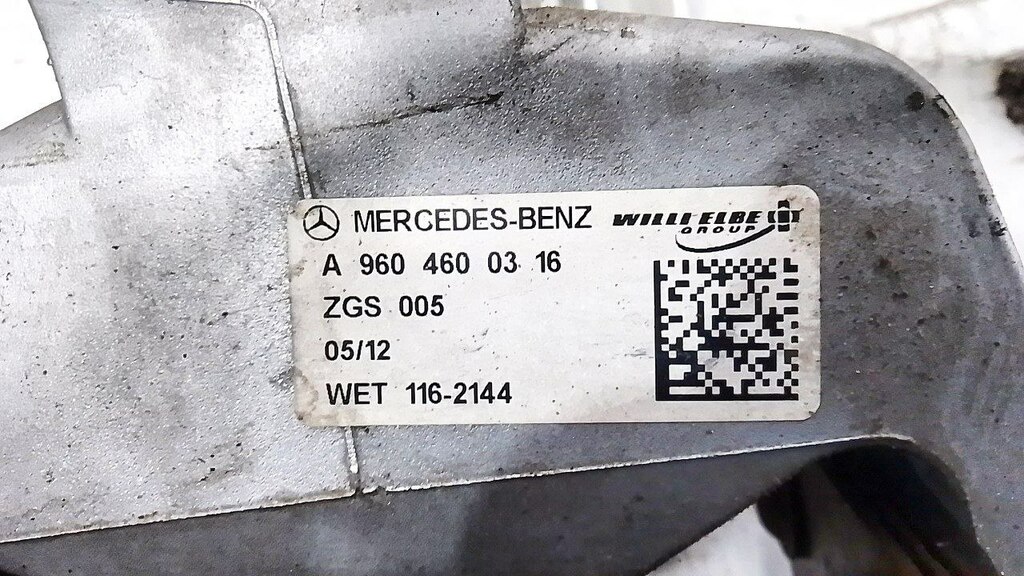 MERCEDES-BENZ WILLI ELBE GROUP
A 960 460 03 16
ZGS 005
05/12
WET 116-2144